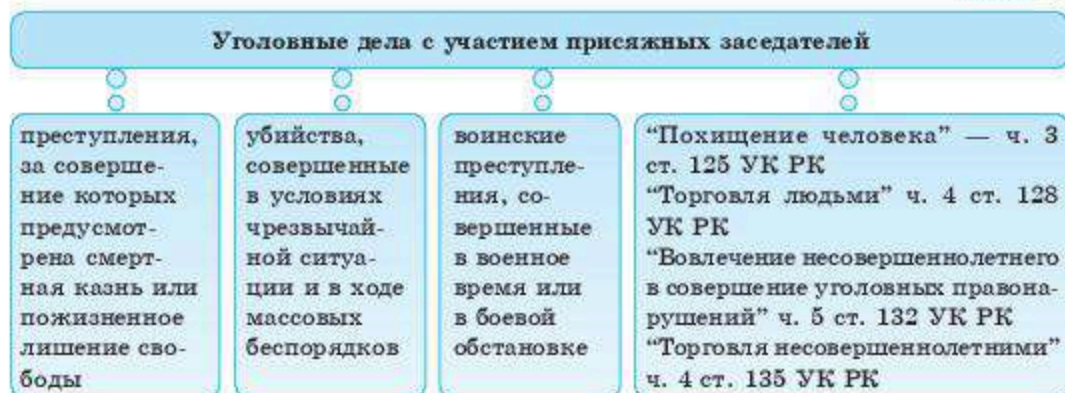 Уголовные дела с участием присяжных заседателей
преступления,
за соверше-
ние которых
предусмот-
рена смерт-
ная казнь или
пожизненное
лишение сво-
боды
убийства,
совершенные
в условиях
чрезвычай-
ной ситуа-
ции и в ходе
массовых
беспорядков
воинские
преступле-
ния, со-
вершенные
в военное
время или
в боевой
обстановке
“Похищение человека” — ч. 3
ст. 125 УК РК
“Торговля людьми” ч. 4 ст. 128
УК РК
“Вовлечение несовершеннолетнего
в совершение уголовных правона-
рушений” ч. 5 ст. 132 УК РК
“Торговля несовершеннолетними”
ч. 4 ст. 135 УК РК